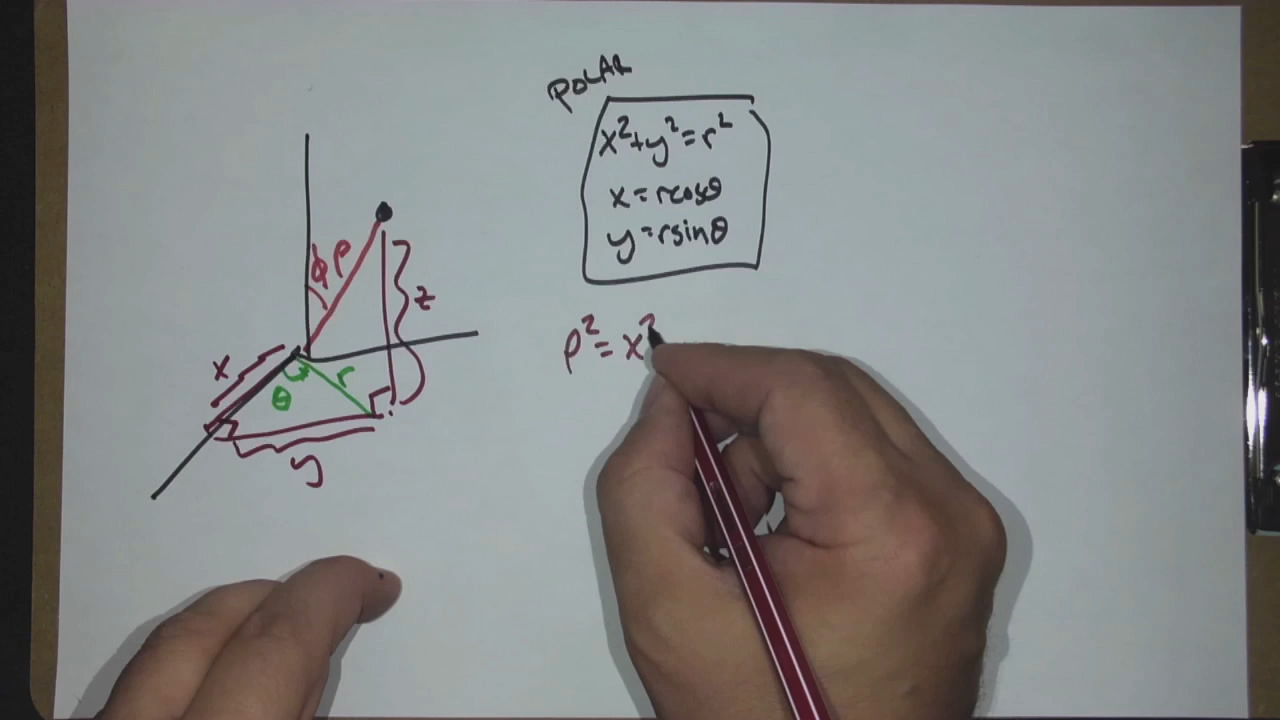 POLAR
x²+y²=r²
x=rcosθ
y=rsinθ
ρ²=x²
ϕ ρ
z
x
r
θ
y